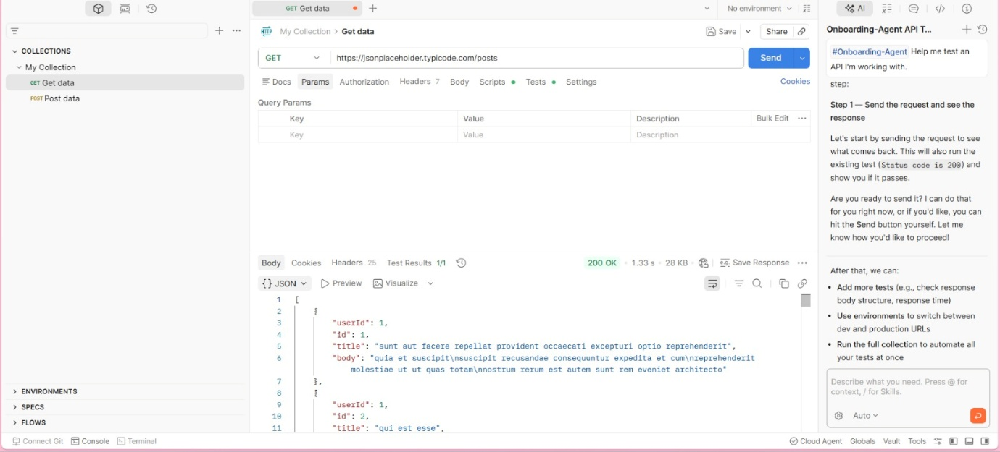 GET Get data
No environment
AI
COLLECTIONS
My Collection
GET Get data
POST Post data
ENVIRONMENTS
SPECS
FLOWS
HTTP My Collection > Get data
Save
Share
GET
https://jsonplaceholder.typicode.com/posts
Send
Docs Params Authorization Headers 7 Body Scripts Tests Settings
Cookies
Query Params
Key Value Description Bulk Edit
Key Value Description
Body Cookies Headers 25 Test Results 1/1
200 OK 1.33 s 28 KB e.g. Save Response
{} JSON Preview Visualize
1 [
2 {
3 "userId": 1,
4 "id": 1,
5 "title": "sunt aut facere repellat provident occaecati excepturi optio reprehenderit",
6 "body": "quia et suscipit\nsuscipit recusandae consequuntur expedita et cum\nreprehenderit
molestiae ut ut quas totam\nnostrum rerum est autem sunt rem eveniet architecto"
7 },
8 {
9 "userId": 1,
10 "id": 2,
11 "title": "qui est esse",
Onboarding-Agent API T...
#Onboarding-Agent Help me test an
API I'm working with.
step:
Step 1 — Send the request and see the
response
Let's start by sending the request to see
what comes back. This will also run the
existing test (Status code is 200) and
show you if it passes.
Are you ready to send it? I can do that
for you right now, or if you'd like, you can
hit the Send button yourself. Let me
know how you'd like to proceed!
After that, we can:
• Add more tests (e.g., check response
body structure, response time)
• Use environments to switch between
dev and production URLs
• Run the full collection to automate all
your tests at once
Describe what you need. Press @ for
context, / for Skills.
Auto
Connect Git Console Terminal
Cloud Agent Globals Vault Tools